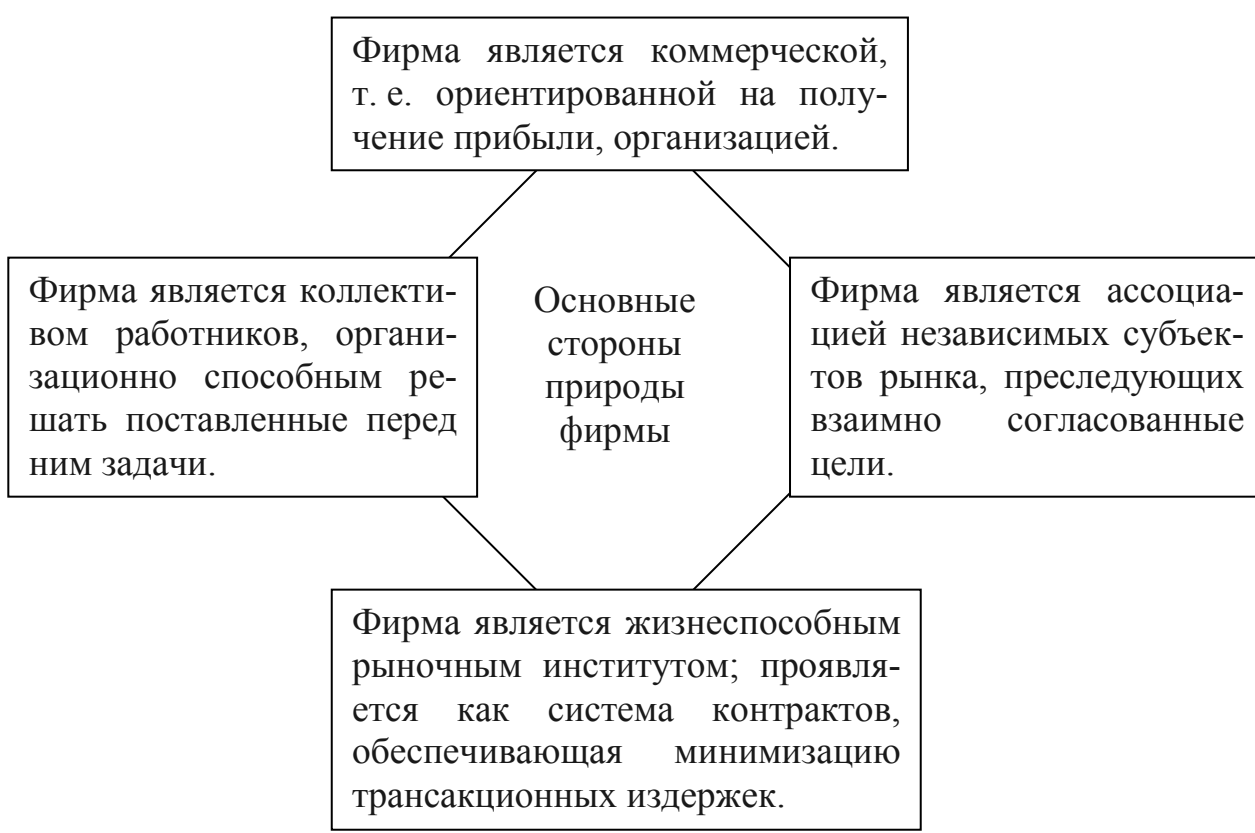 Фирма является коммерческой,
т. е. ориентированной на полу-
чение прибыли, организацией.
Фирма является коллекти-
вом работников, органи-
зационно способным ре-
шать поставленные перед
ним задачи.
Основные
стороны
природы
фирмы
Фирма является ассоциа-
цией независимых субъек-
тов рынка, преследующих
взаимно согласованные
цели.
Фирма является жизнеспособным
рыночным институтом; проявля-
ется как система контрактов,
обеспечивающая минимизацию
трансакционных издержек.